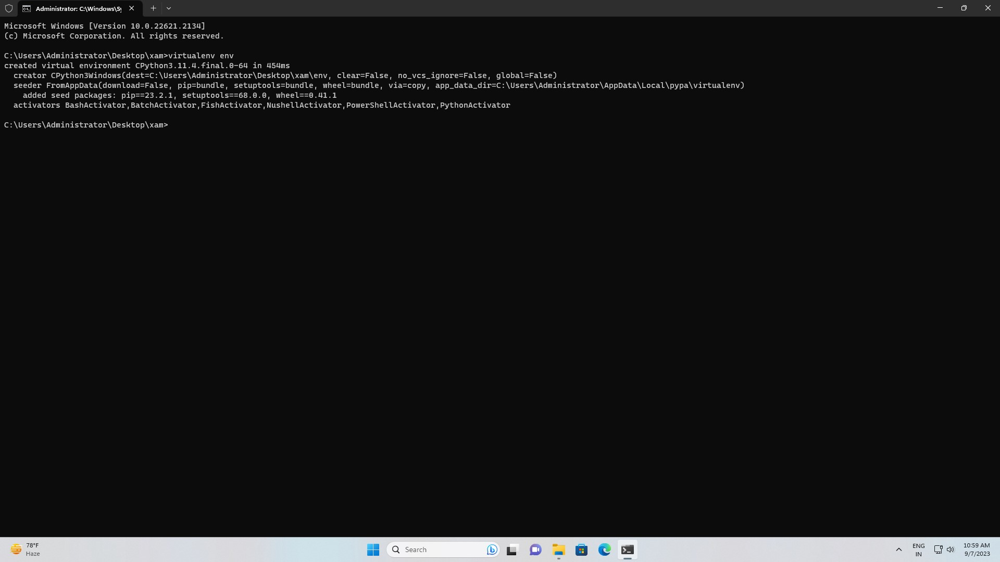 Administrator: C:\Windows\Sy
Microsoft Windows [Version 10.0.22621.2134]
(c) Microsoft Corporation. All rights reserved.
C:\Users\Administrator\Desktop\xam>virtualenv env
created virtual environment CPython3.11.4.final.0-64 in 454ms
creator CPython3Windows(dest=C:\Users\Administrator\Desktop\xam\env, clear=False, no_vcs_ignore=False, global=False)
seeder FromAppData(download=False, pip=bundle, setuptools=bundle, wheel=bundle, via=copy, app_data_dir=C:\Users\Administrator\AppData\Local\pypa\virtualenv)
added seed packages: pip==23.2.1, setuptools==68.0.0, wheel==0.41.1
activators BashActivator,BatchActivator,FishActivator,NushellActivator,PowerShellActivator,PythonActivator
C:\Users\Administrator\Desktop\xam>
78°F
Haze
Search
ENG
IN
10:59 AM
9/7/2023